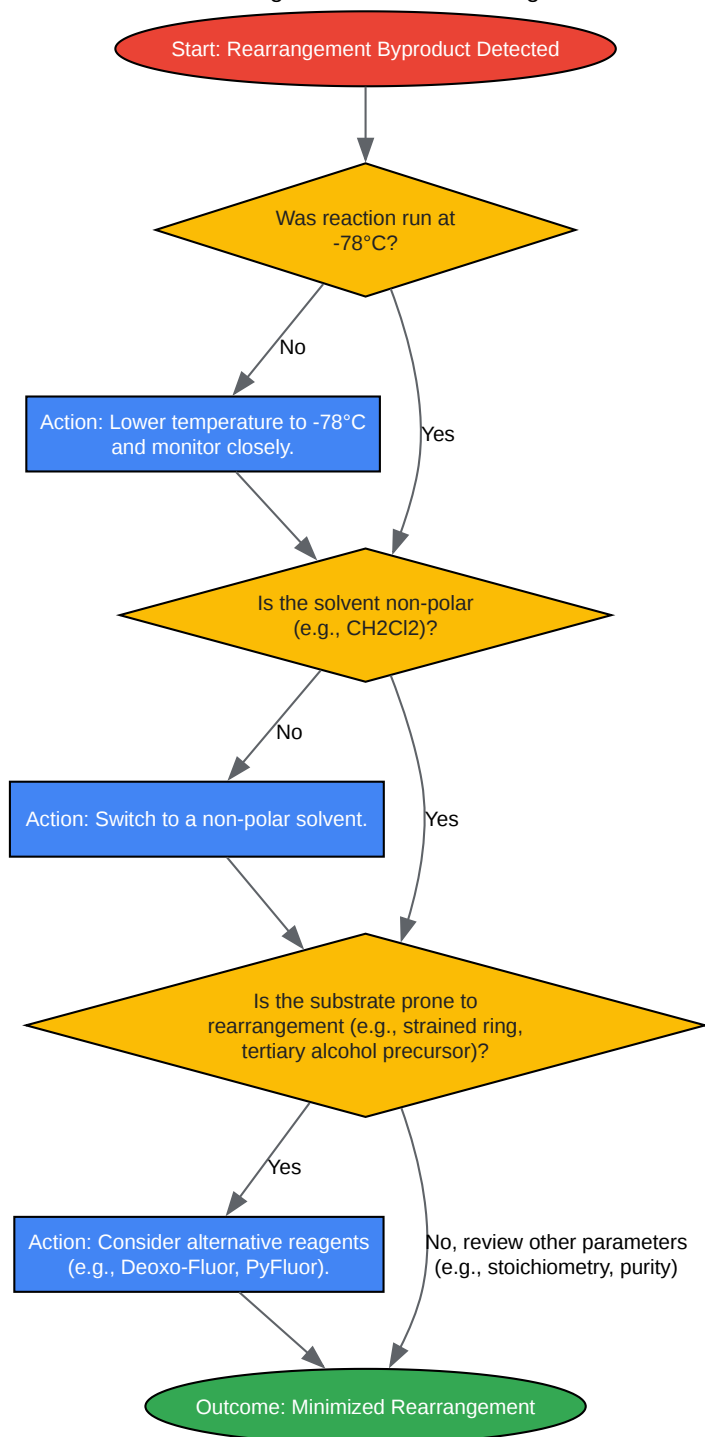 Start: Rearrangement Byproduct Detected
Was reaction run at
-78°C?
No
Action: Lower temperature to -78°C
and monitor closely.
Yes
Is the solvent non-polar
(e.g., CH2Cl2)?
No
Action: Switch to a non-polar solvent.
Yes
Is the substrate prone to
rearrangement (e.g., strained ring,
tertiary alcohol precursor)?
Yes
Action: Consider alternative reagents
(e.g., Deoxo-Fluor, PyFluor).
No, review other parameters
(e.g., stoichiometry, purity)
Outcome: Minimized Rearrangement